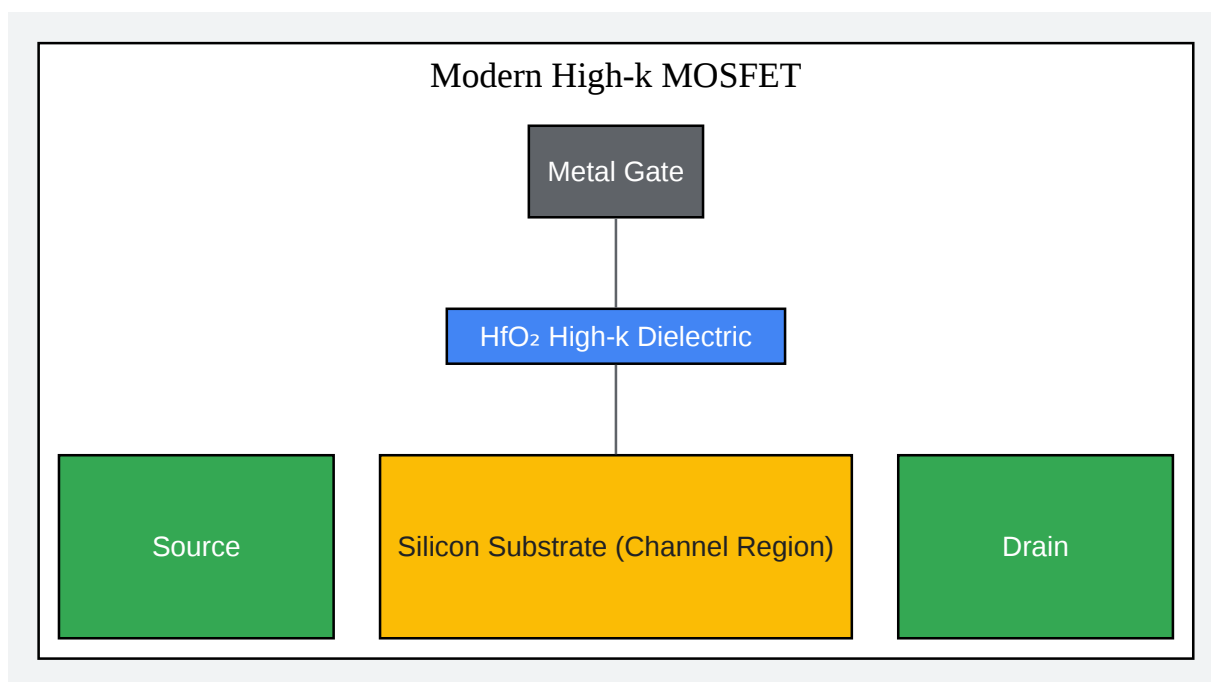 Modern High-k MOSFET
Metal Gate
HfO₂ High-k Dielectric
Source
Silicon Substrate (Channel Region)
Drain